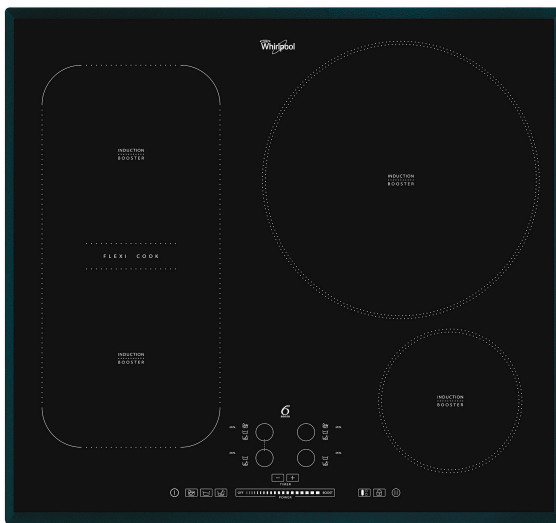 Whirlpool
INDUCTION
BOOSTER
INDUCTION
BOOSTER
FLEXI COOK
INDUCTION
BOOSTER
INDUCTION
BOOSTER
6
- +
TIMER
OFF BOOST
POWER